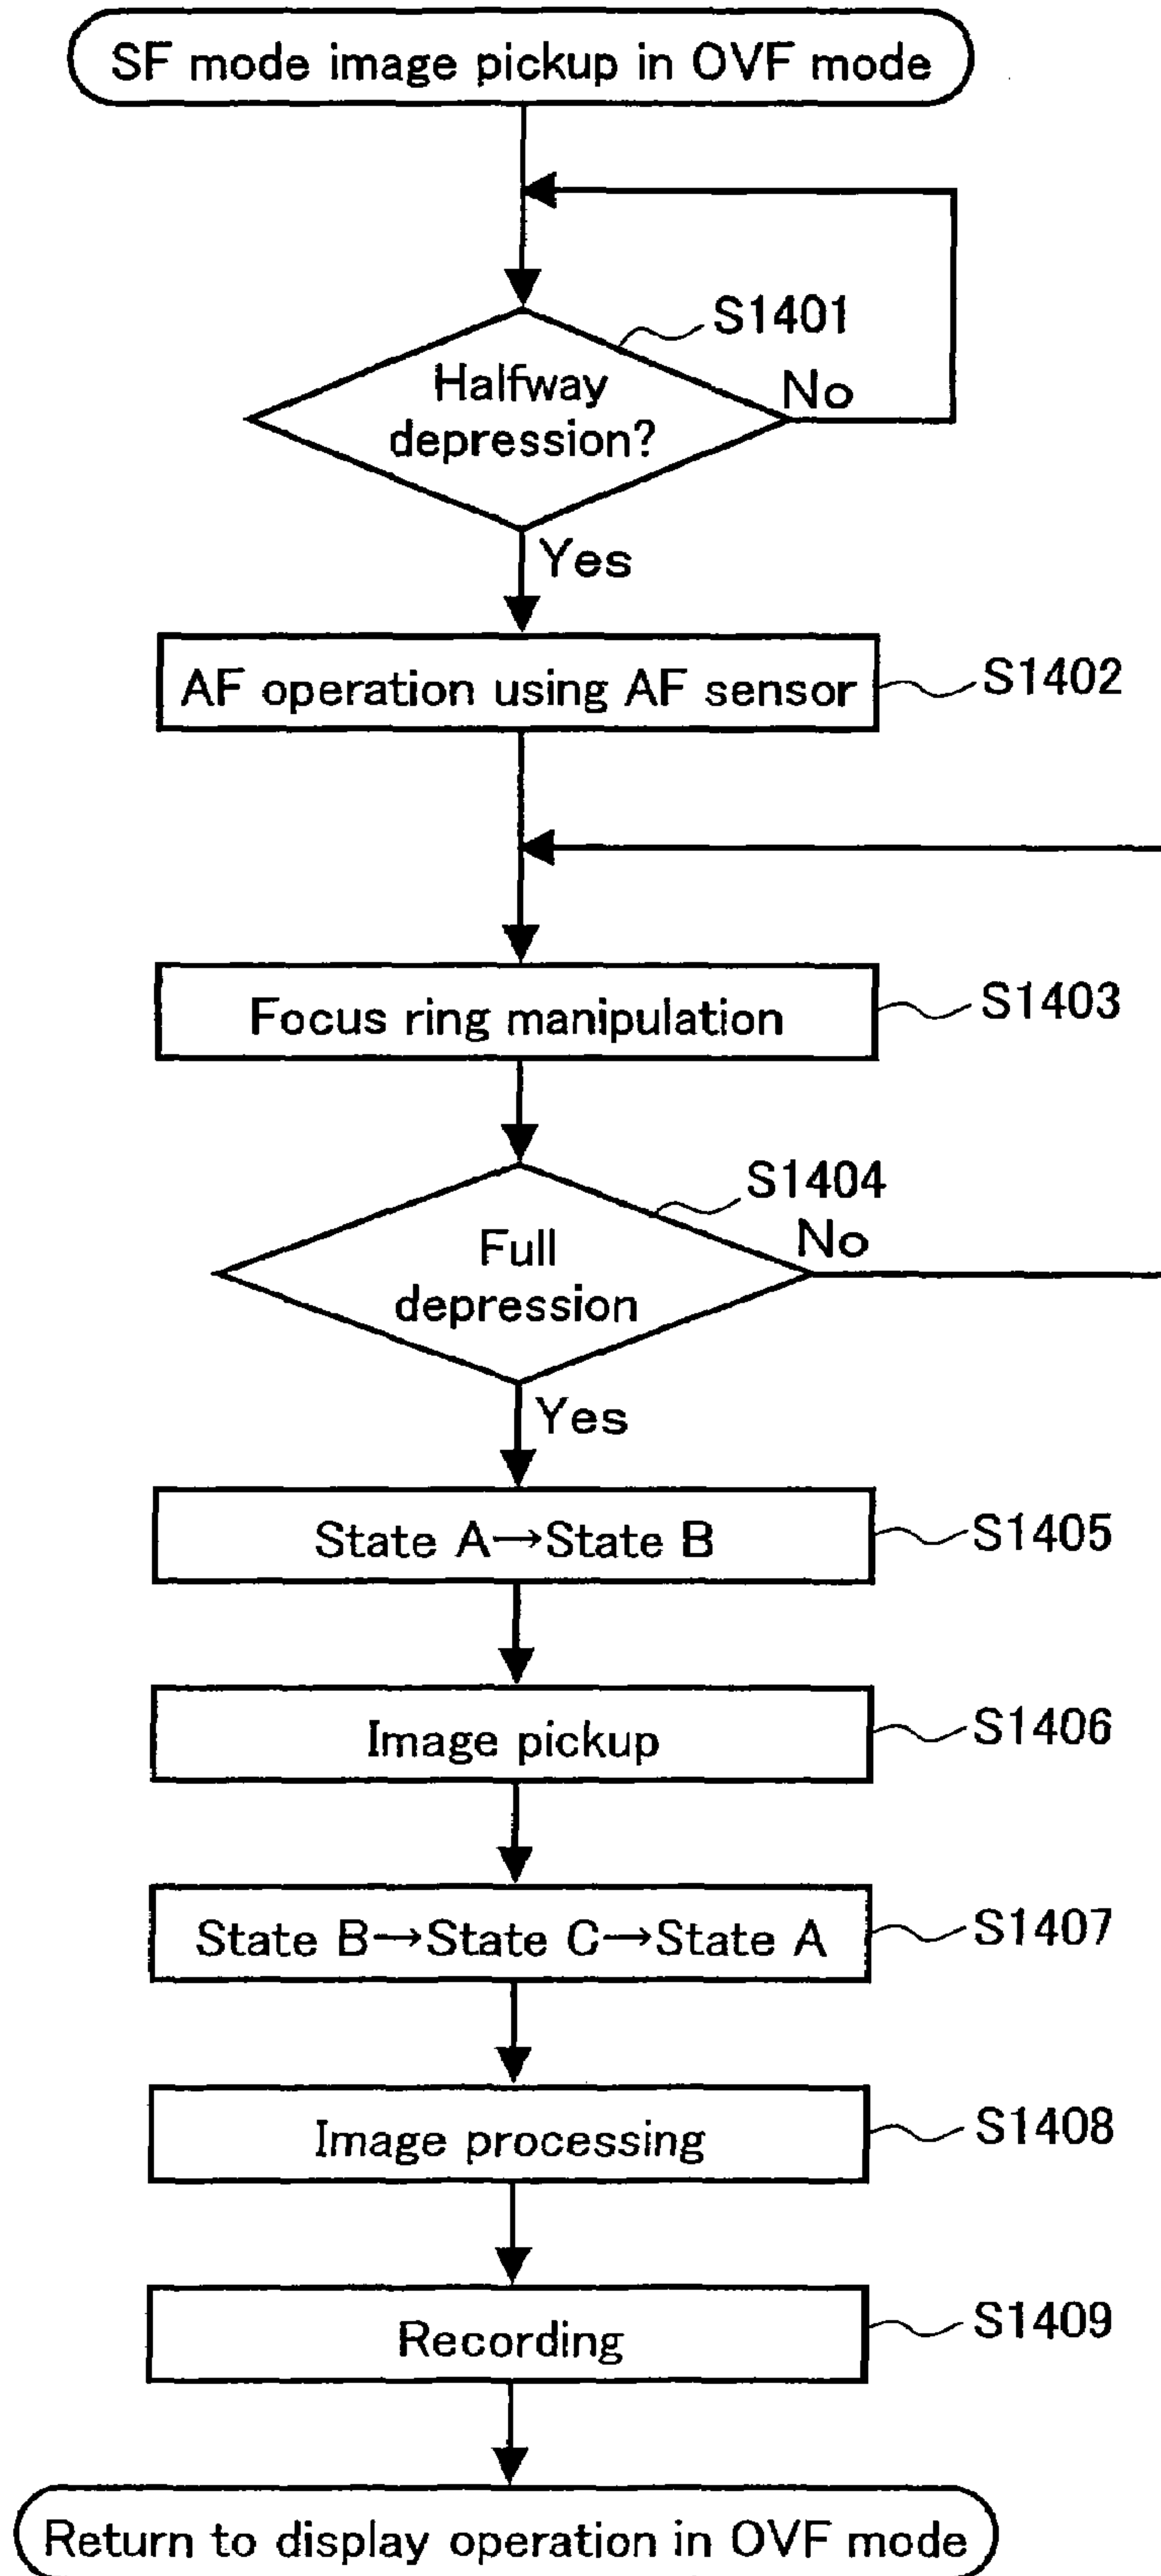 SF mode image pickup in OVF mode
S1401
Halfway
depression?
No
Yes
AF operation using AF sensor
S1402
Focus ring manipulation
S1403
S1404
Full
depression
No
Yes
State A→State B
S1405
Image pickup
S1406
State B→State C→State A
S1407
Image processing
S1408
Recording
S1409
Return to display operation in OVF mode